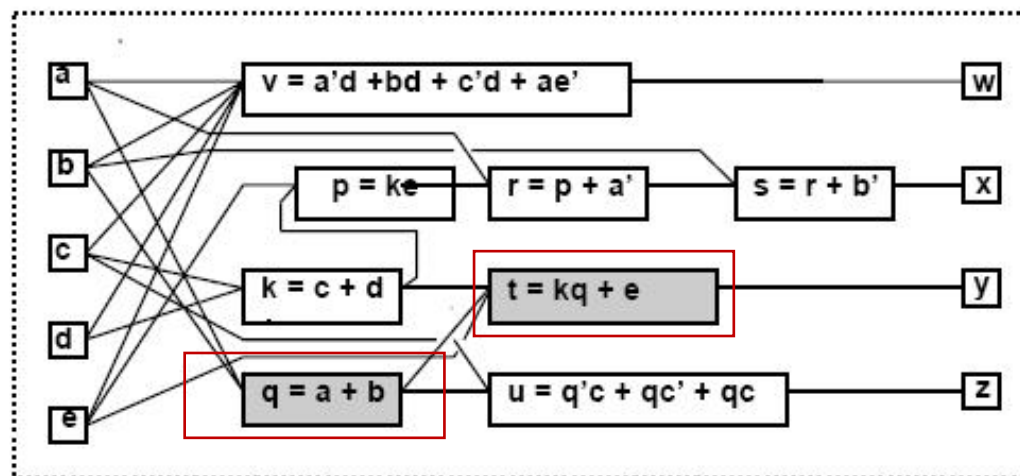 a
v = a'd +bd + c'd + ae'
w
b
p = ke
r = p + a'
s = r + b'
x
c
k = c + d
t = kq + e
y
d
e
q = a + b
u = q'c + qc' + qc
z